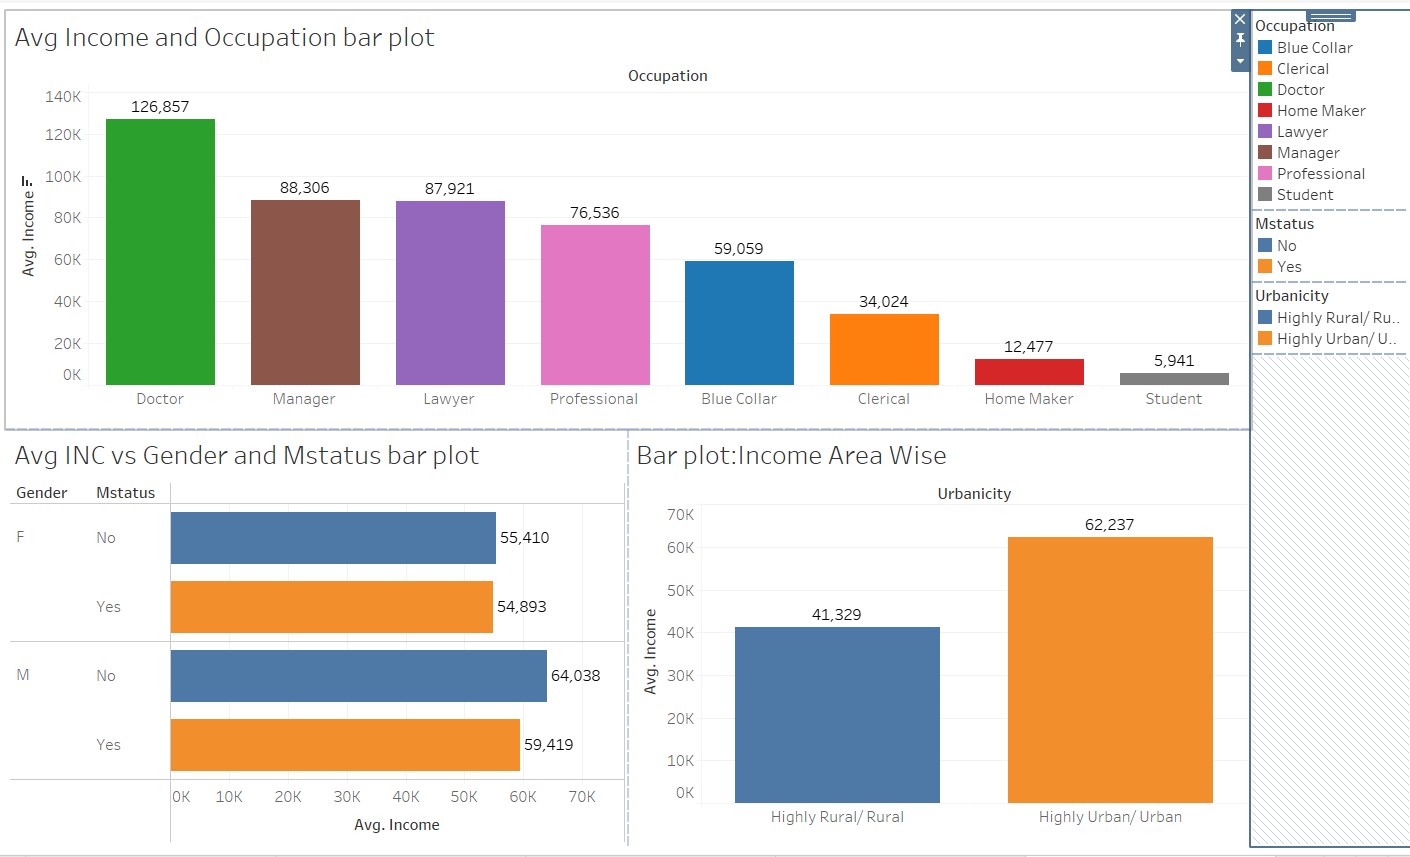 Avg Income and Occupation bar plot
Occupation
Avg. Income
140K
120K
100K
80K
60K
40K
20K
0K
126,857
88,306
87,921
76,536
59,059
34,024
12,477
5,941
Doctor
Manager
Lawyer
Professional
Blue Collar
Clerical
Home Maker
Student
Avg INC vs Gender and Mstatus bar plot
Gender Mstatus
F No 55,410
Yes 54,893
M No 64,038
Yes 59,419
0K 10K 20K 30K 40K 50K 60K 70K
Avg. Income
Bar plot:Income Area Wise
Urbanicity
Avg. Income
70K
60K
50K
40K
30K
20K
10K
0K
41,329
62,237
Highly Rural/ Rural
Highly Urban/ Urban
Occupation
Blue Collar
Clerical
Doctor
Home Maker
Lawyer
Manager
Professional
Student
Mstatus
No
Yes
Urbanicity
Highly Rural/ Ru..
Highly Urban/ U..